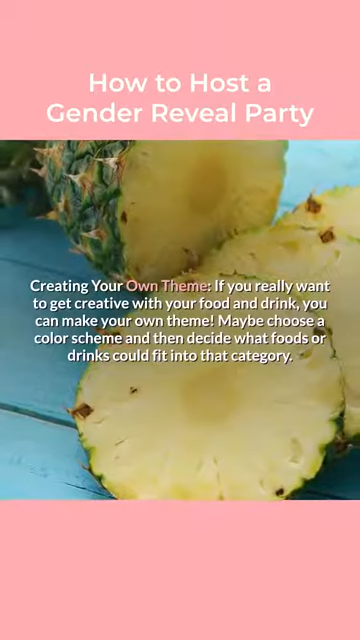 How to Host a
Gender Reveal Party
Creating Your Own Theme: If you really want
to get creative with your food and drink, you
can make your own theme! Maybe choose a
color scheme and then decide what foods or
drinks could fit into that category.